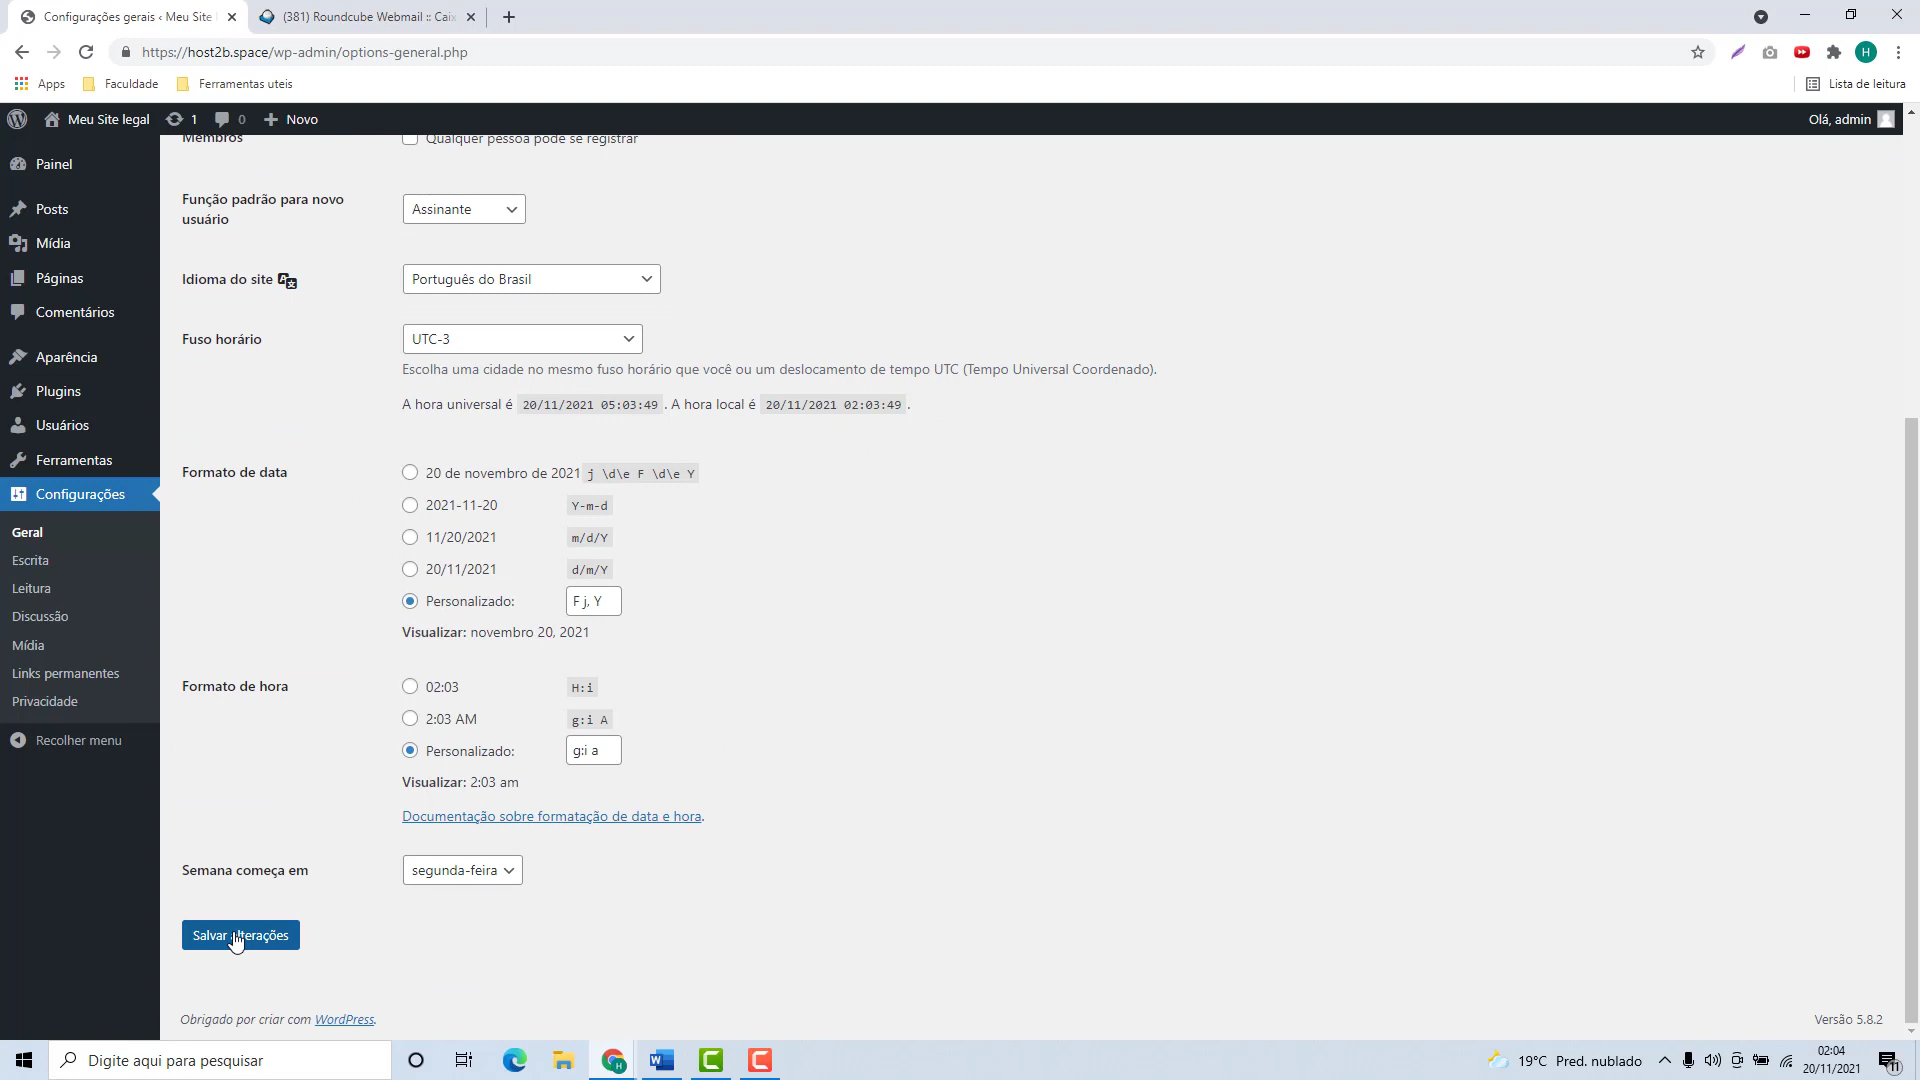 Configurações gerais ‹ Meu Site l
(381) Roundcube Webmail :: Caix
https://host2b.space/wp-admin/options-general.php
H
Apps
Faculdade
Ferramentas uteis
Lista de leitura
Meu Site legal
1
0
Novo
Olá, admin
Painel
Posts
Mídia
Páginas
Comentários
Aparência
Plugins
Usuários
Ferramentas
Configurações
Geral
Escrita
Leitura
Discussão
Mídia
Links permanentes
Privacidade
Recolher menu
Membros
Qualquer pessoa pode se registrar
Função padrão para novo
usuário
Assinante
Idioma do site
Português do Brasil
Fuso horário
UTC-3
Escolha uma cidade no mesmo fuso horário que você ou um deslocamento de tempo UTC (Tempo Universal Coordenado).
A hora universal é 20/11/2021 05:03:49 . A hora local é 20/11/2021 02:03:49 .
Formato de data
20 de novembro de 2021 j \d\e F \d\e Y
2021-11-20 Y-m-d
11/20/2021 m/d/Y
20/11/2021 d/m/Y
Personalizado: F j, Y
Visualizar: novembro 20, 2021
Formato de hora
02:03 H:i
2:03 AM g:i A
Personalizado: g:i a
Visualizar: 2:03 am
Documentação sobre formatação de data e hora.
Semana começa em
segunda-feira
Salvar alterações
Obrigado por criar com WordPress.
Versão 5.8.2
Digite aqui para pesquisar
19°C Pred. nublado
02:04
20/11/2021
11